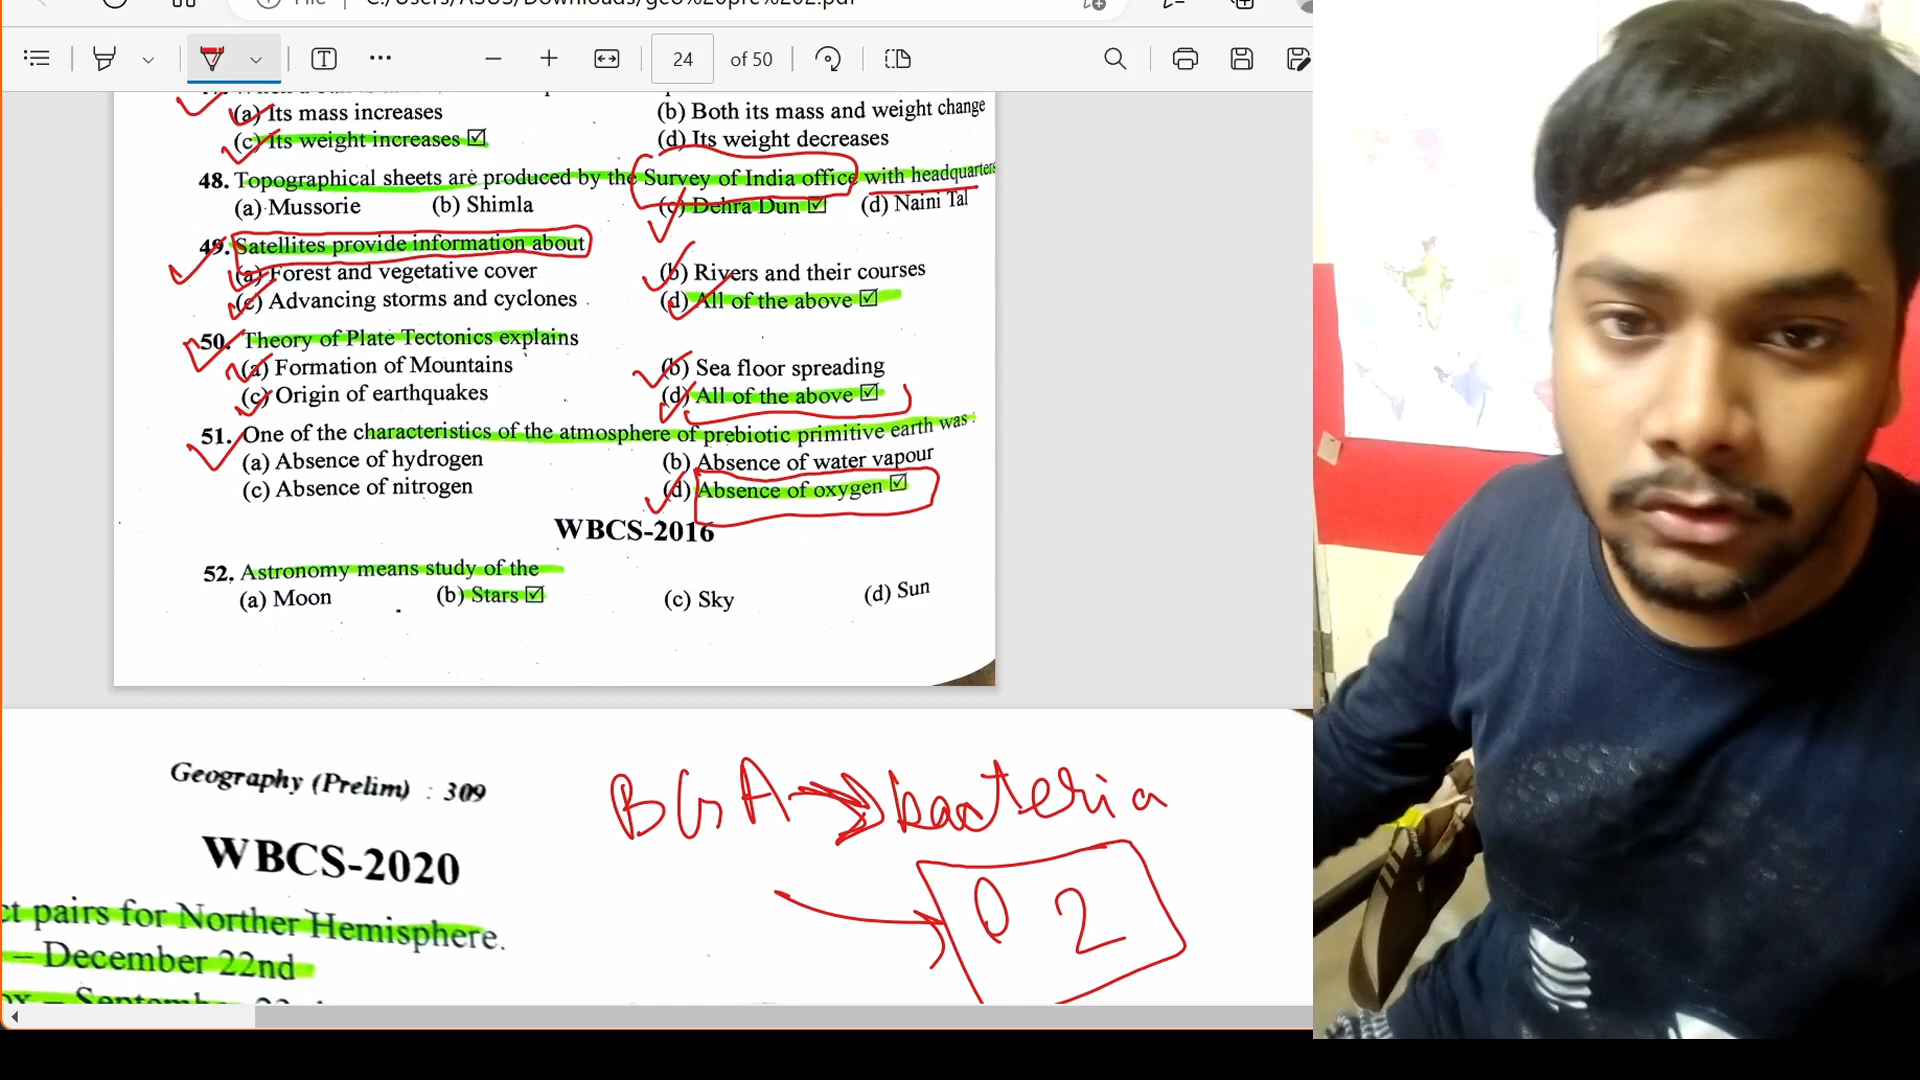 24 of 50
(a) Its mass increases (b) Both its mass and weight change
(c) Its weight increases ☑ (d) Its weight decreases
48. Topographical sheets are produced by the Survey of India office with headquarters
(a) Mussorie (b) Shimla (c) Dehra Dun ☑ (d) Naini Tal
49. Satellites provide information about
(a) Forest and vegetative cover (b) Rivers and their courses
(c) Advancing storms and cyclones (d) All of the above ☑
50. Theory of Plate Tectonics explains
(a) Formation of Mountains (b) Sea floor spreading
(c) Origin of earthquakes (d) All of the above ☑
51. One of the characteristics of the atmosphere of prebiotic primitive earth was :
(a) Absence of hydrogen (b) Absence of water vapour
(c) Absence of nitrogen (d) Absence of oxygen ☑
WBCS-2016
52. Astronomy means study of the
(a) Moon (b) Stars ☑ (c) Sky (d) Sun
Geography (Prelim) : 309
BGA → bacteria
WBCS-2020
O 2
ct pairs for Norther Hemisphere.
– December 22nd